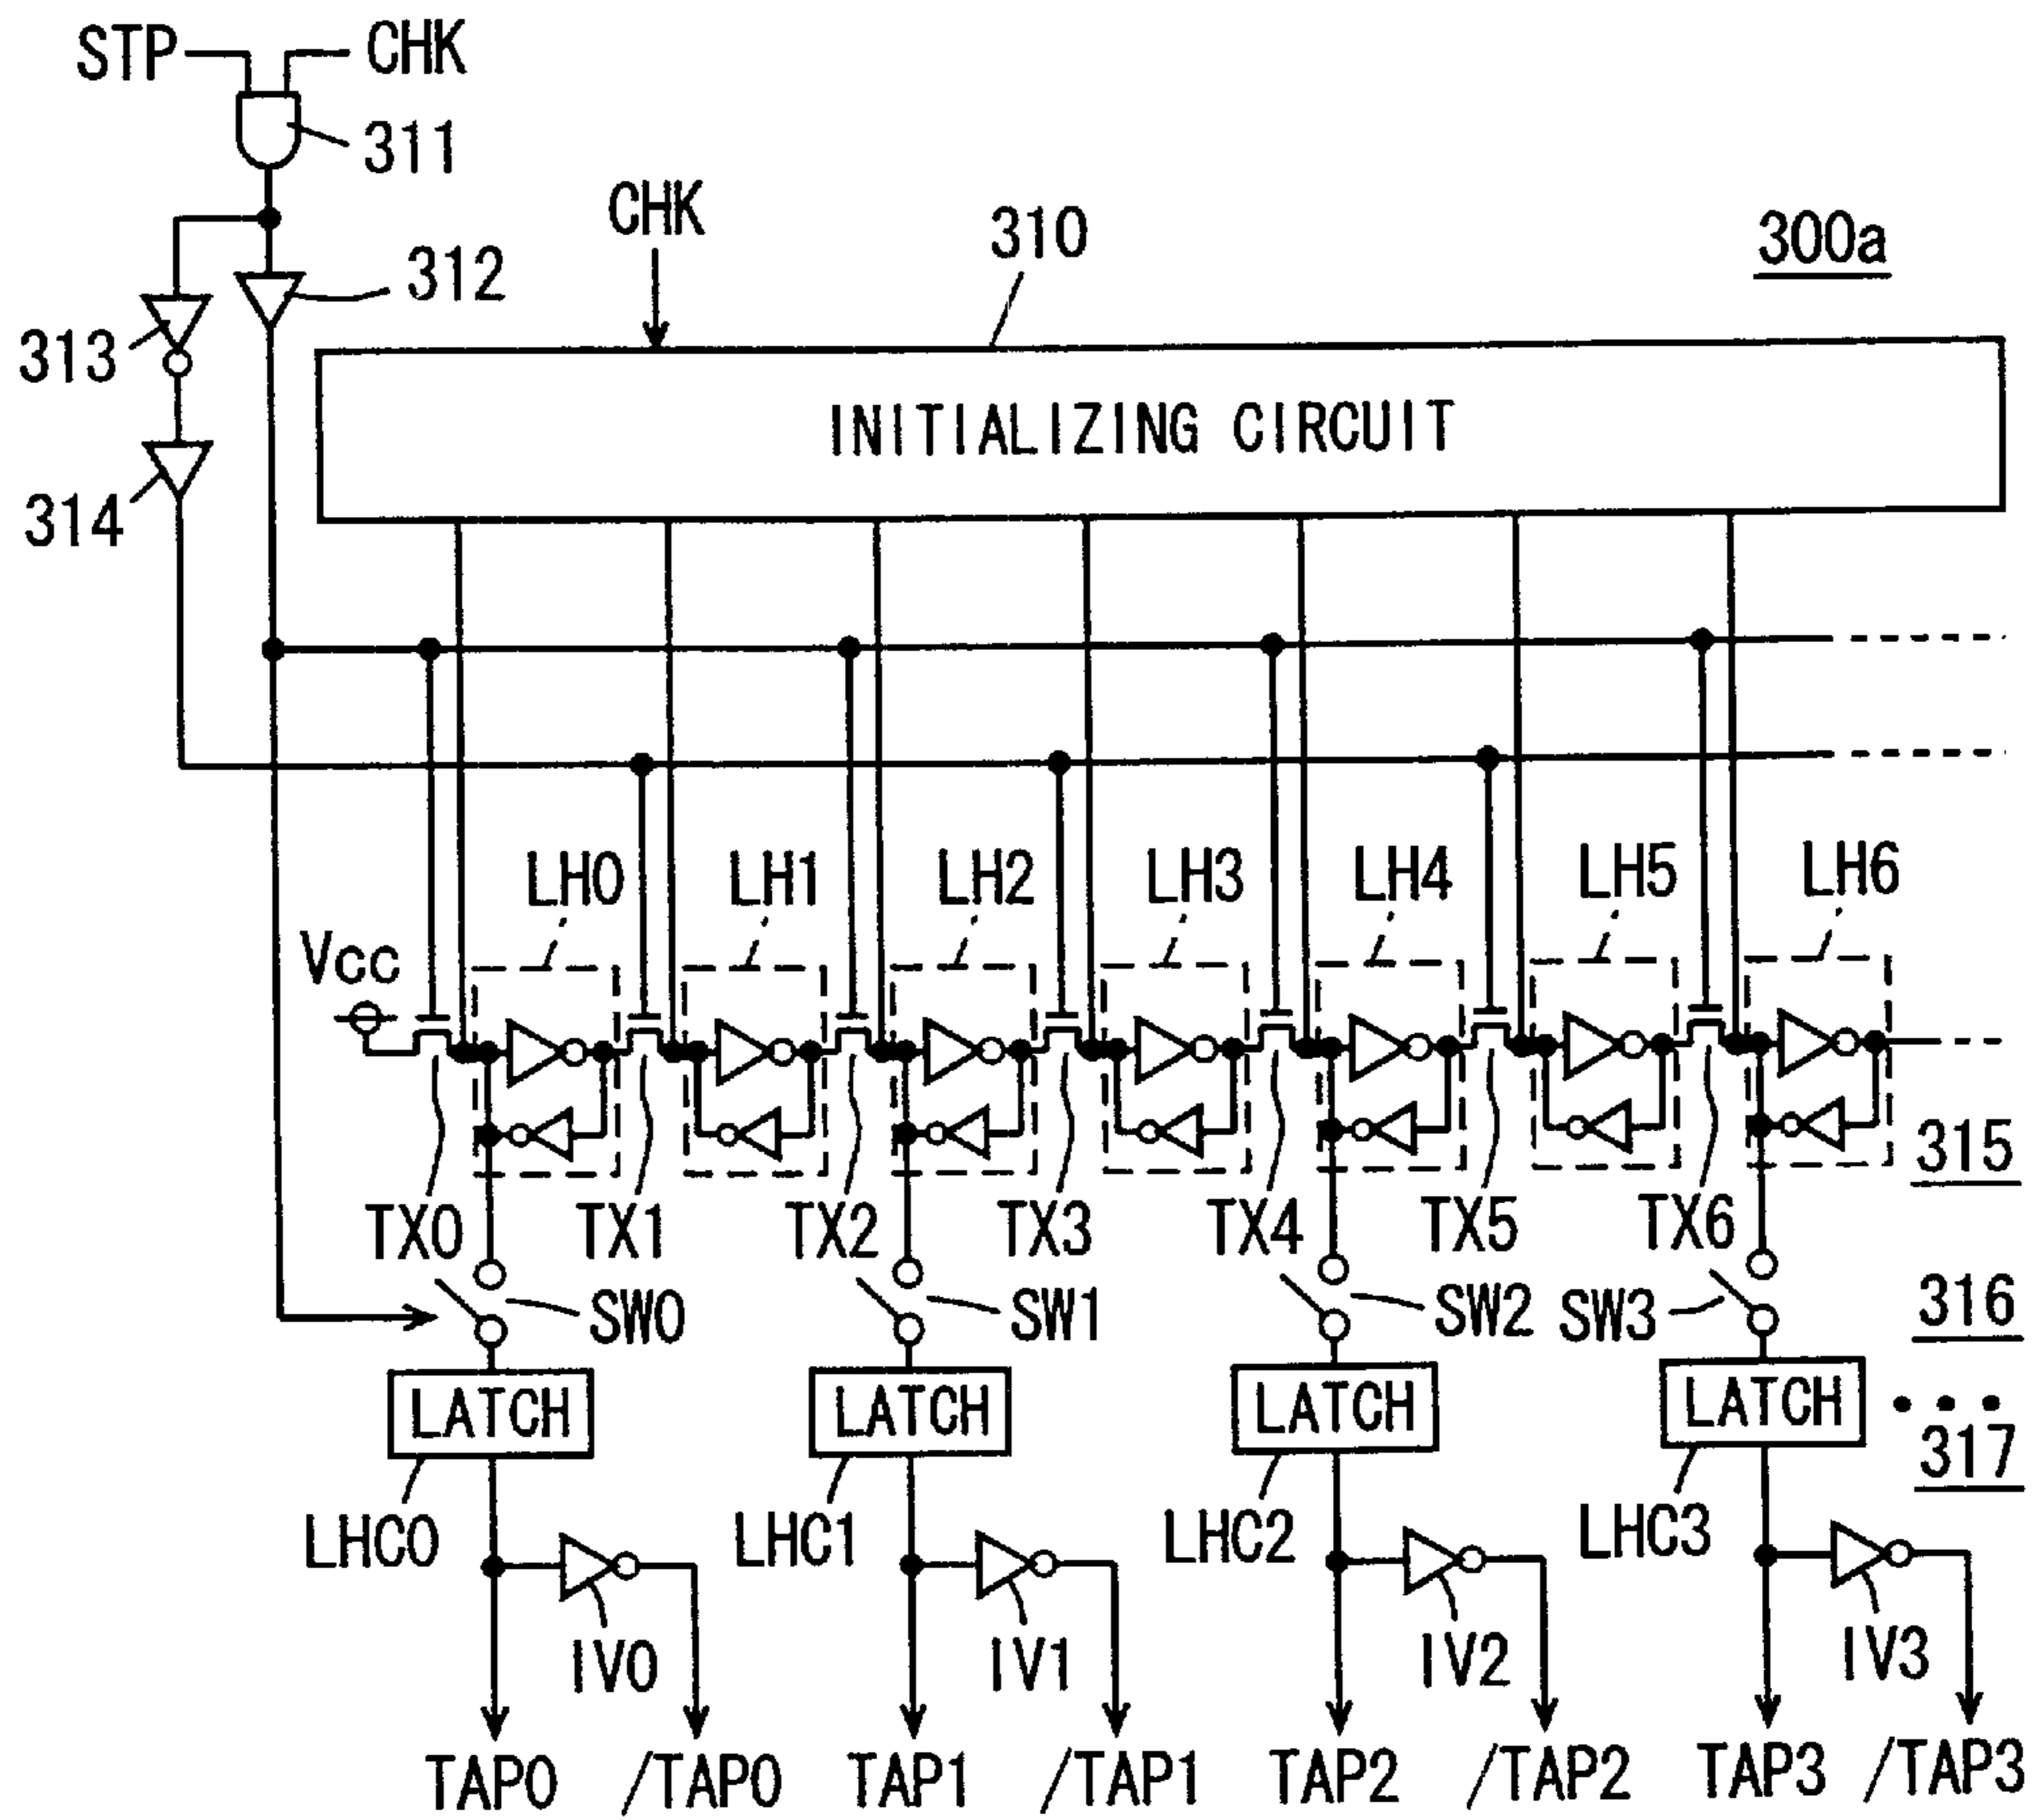 STP CHK
311
CHK 310 300a
312
313
INITIALIZING CIRCUIT
314
LH0 LH1 LH2 LH3 LH4 LH5 LH6
Vcc
315
TX0 TX1 TX2 TX3 TX4 TX5 TX6
SW0 SW1 SW2 SW3 316
LATCH LATCH LATCH LATCH
317
LHC0 LHC1 LHC2 LHC3
IV0 IV1 IV2 IV3
TAP0 /TAP0 TAP1 /TAP1 TAP2 /TAP2 TAP3 /TAP3